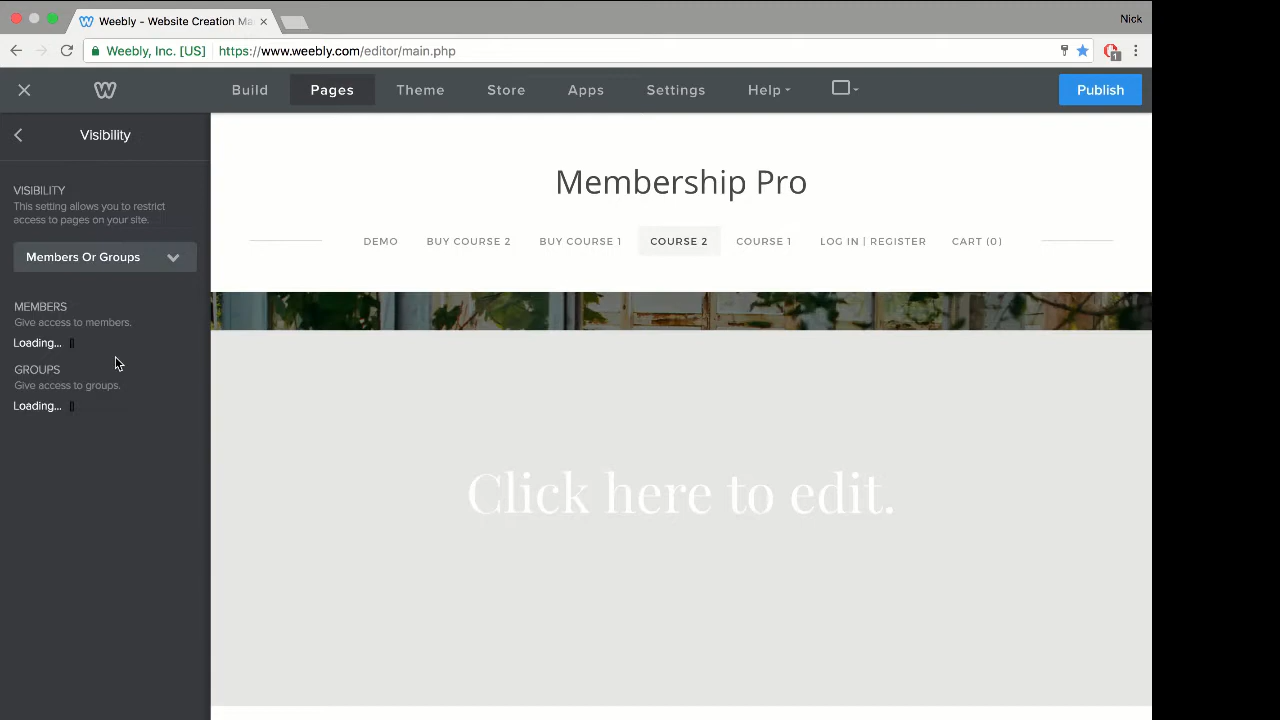 Weebly - Website Creation Ma
Nick
Weebly, Inc. [US]
https://www.weebly.com/editor/main.php
1
Build
Pages
Theme
Store
Apps
Settings
Help
Publish
Visibility
VISIBILITY
This setting allows you to restrict
access to pages on your site.
Members Or Groups
MEMBERS
Give access to members.
Loading...
GROUPS
Give access to groups.
Loading...
Membership Pro
DEMO
BUY COURSE 2
BUY COURSE 1
COURSE 2
COURSE 1
LOG IN | REGISTER
CART (0)
Click here to edit.